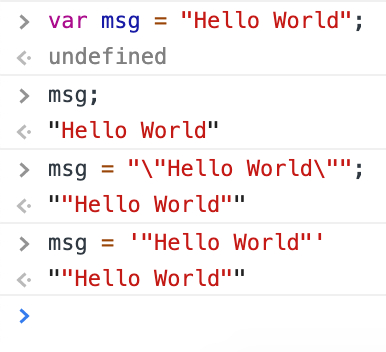 > var msg = "Hello World";
<· undefined
> msg;
<· "Hello World"
> msg = "\"Hello World\"";
<· ""Hello World""
> msg = '"Hello World"'
<· ""Hello World""
>